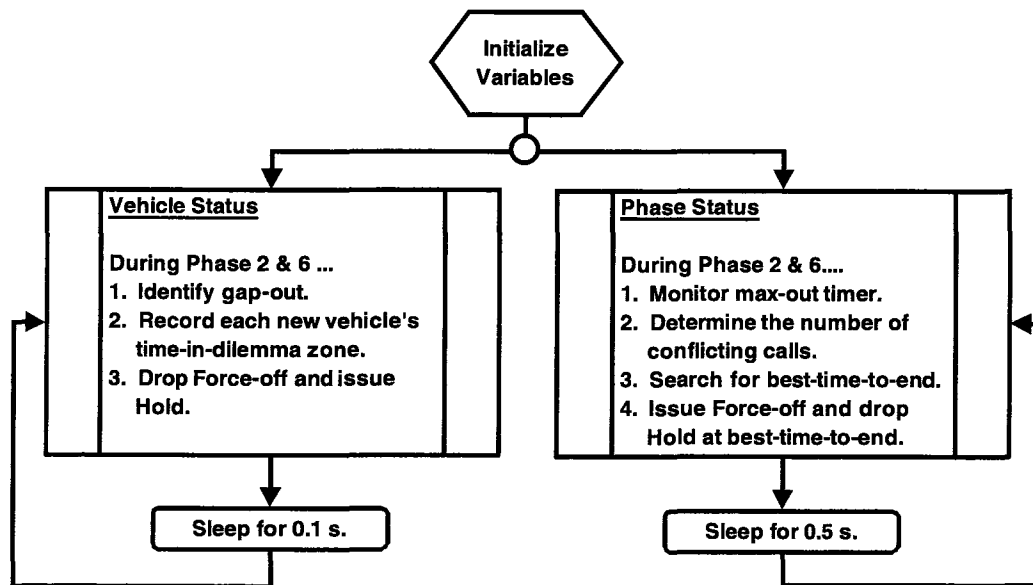 Initialize
Variables
Vehicle Status
During Phase 2 & 6 ...
1. Identify gap-out.
2. Record each new vehicle's
time-in-dilemma zone.
3. Drop Force-off and issue
Hold.
Sleep for 0.1 s.
Phase Status
During Phase 2 & 6....
1. Monitor max-out timer.
2. Determine the number of
conflicting calls.
3. Search for best-time-to-end.
4. Issue Force-off and drop
Hold at best-time-to-end.
Sleep for 0.5 s.